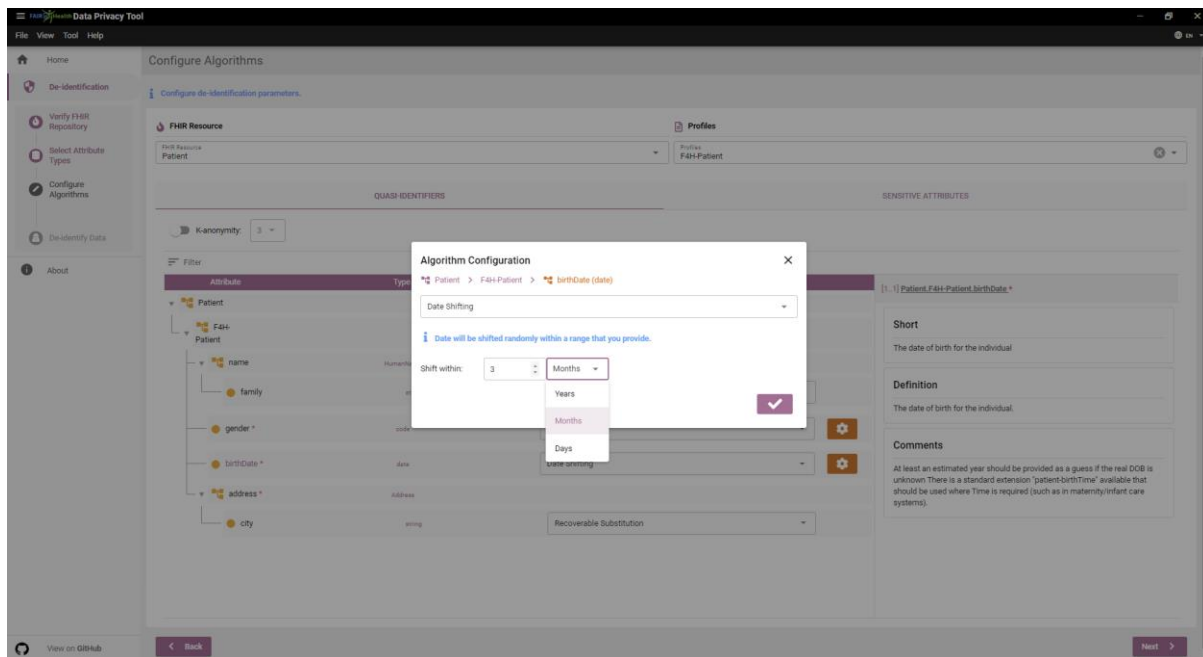 FAIR4Health Data Privacy Tool
File View Tool Help
EN
Home
Configure Algorithms
De-identification
Configure de-identification parameters.
Verify FHIR
Repository
FHIR Resource
Profiles
Select Attribute
Types
FHIR Resource
Patient
Profiles
F4H-Patient
Configure
Algorithms
QUASI-IDENTIFIERS
SENSITIVE ATTRIBUTES
De-identify Data
K-anonymity: 3
About
Filter
Attribute
Type
Algorithm Configuration
Patient > F4H-Patient > birthDate (date)
Date Shifting
Date will be shifted randomly within a range that you provide.
Shift within: 3 Months
Years
Months
Days
Patient
F4H-
Patient
name
family
gender * code
birthDate * date Date Shifting
address * Address
city string Recoverable Substitution
[1..1] Patient.F4H-Patient.birthDate *
Short
The date of birth for the individual
Definition
The date of birth for the individual.
Comments
At least an estimated year should be provided as a guess if the real DOB is
unknown There is a standard extension "patient-birthTime" available that
should be used where Time is required (such as in maternity/infant care
systems).
View on GitHub
Back
Next